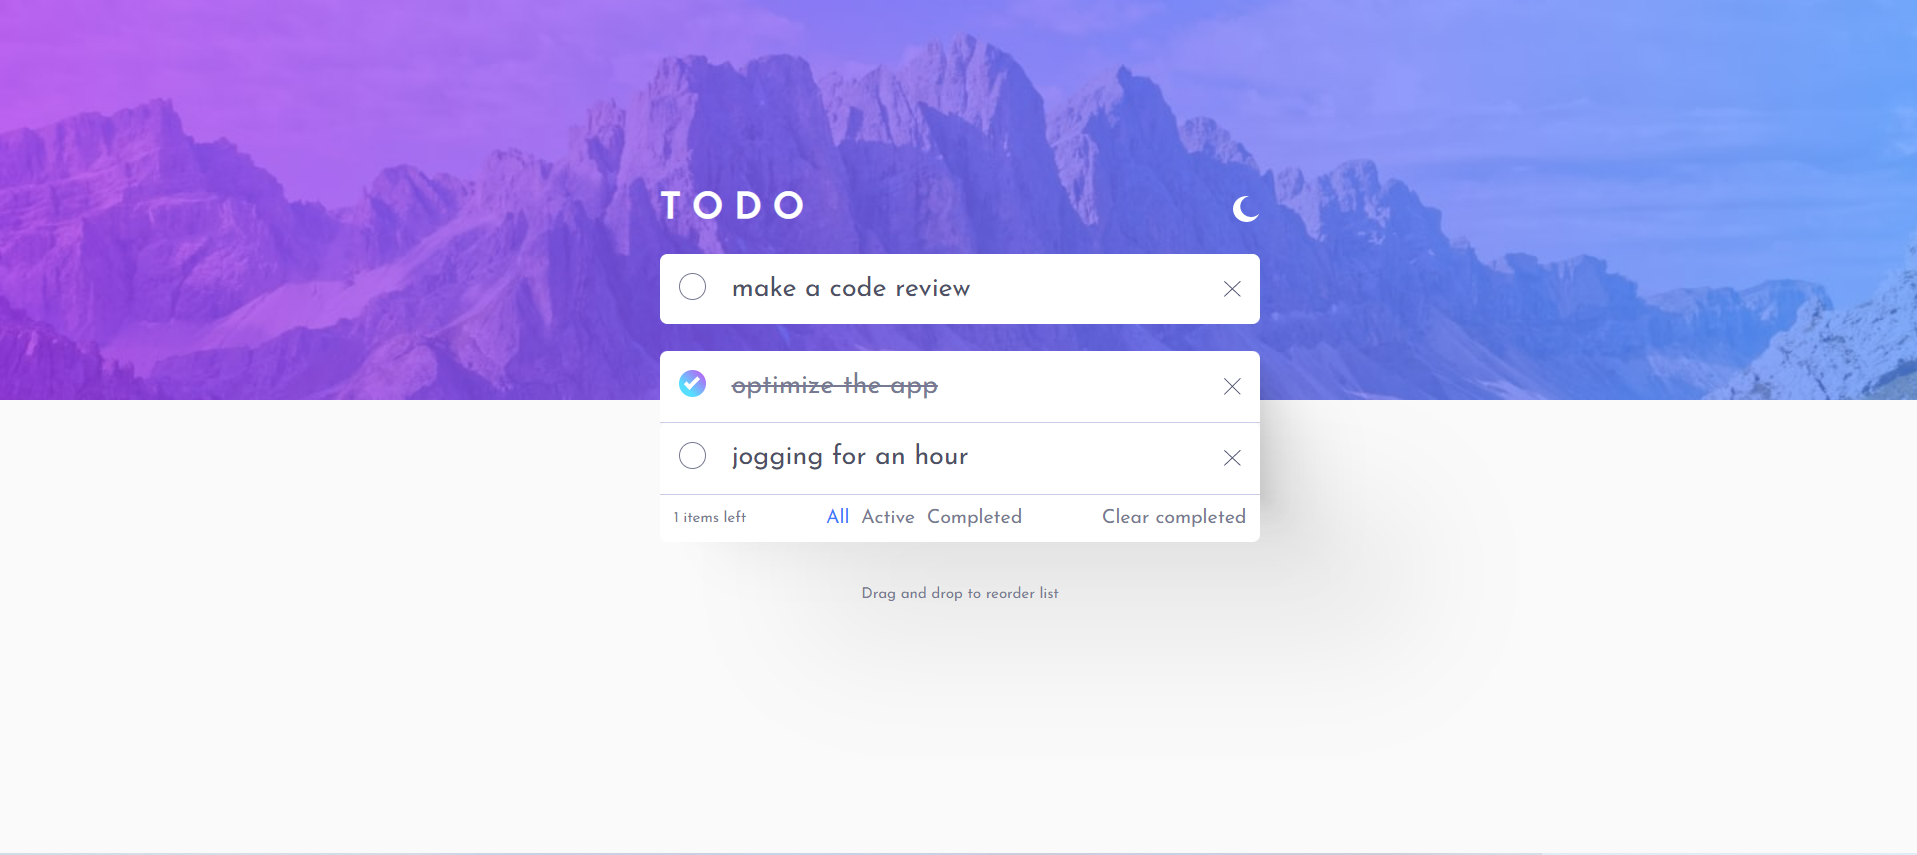 TODO
make a code review
optimize the app
jogging for an hour
1 items left All Active Completed Clear completed
Drag and drop to reorder list